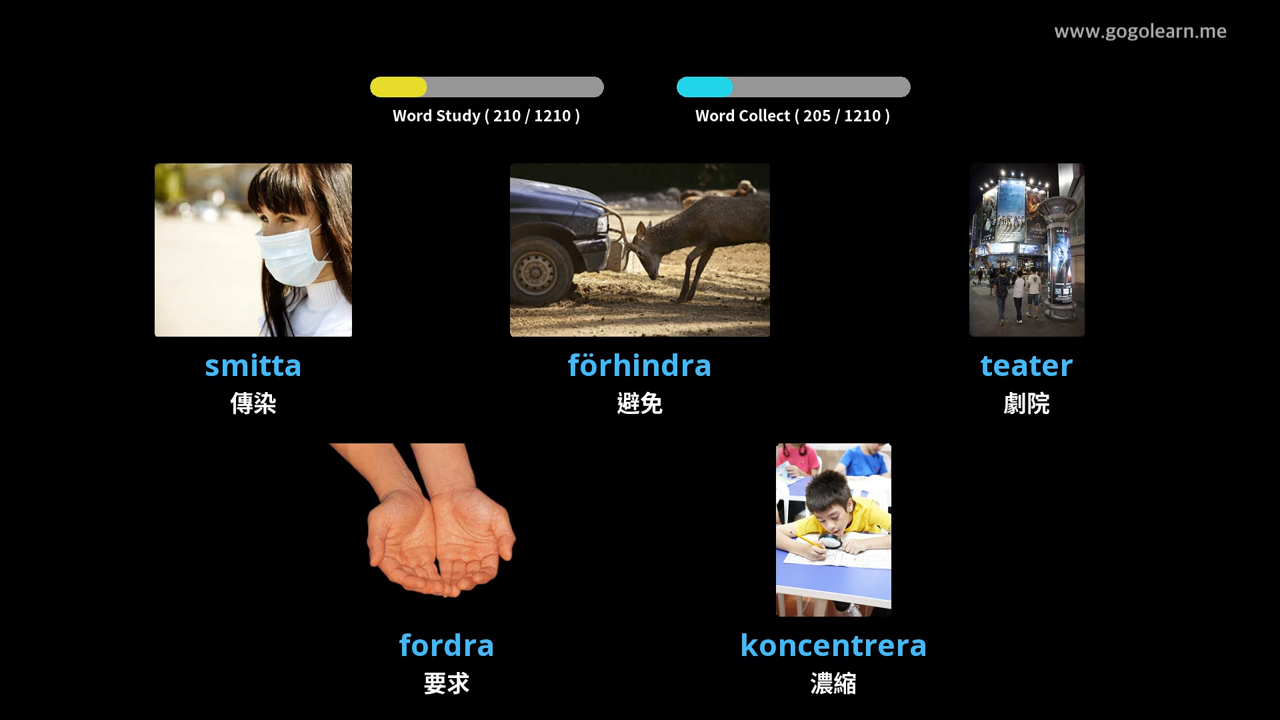 www.gogolearn.me
Word Study ( 210 / 1210 )
Word Collect ( 205 / 1210 )
smitta
傳染
förhindra
避免
teater
劇院
fordra
要求
koncentrera
濃縮